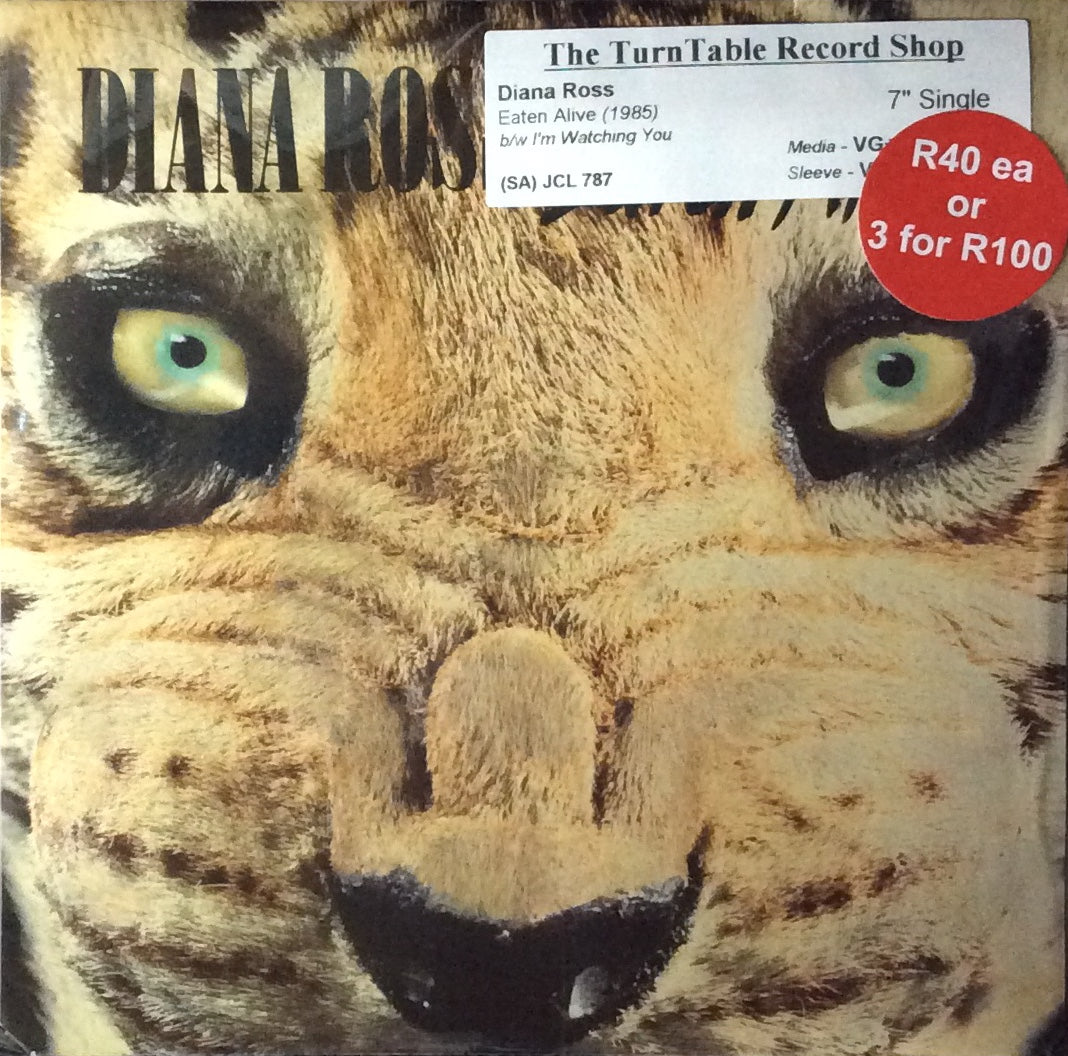 DIANA ROS
The TurnTable Record Shop
Diana Ross
7" Single
Eaten Alive (1985)
b/w I'm Watching You
Media - VG
Sleeve - V
(SA) JCL 787
R40 ea
or
3 for R100